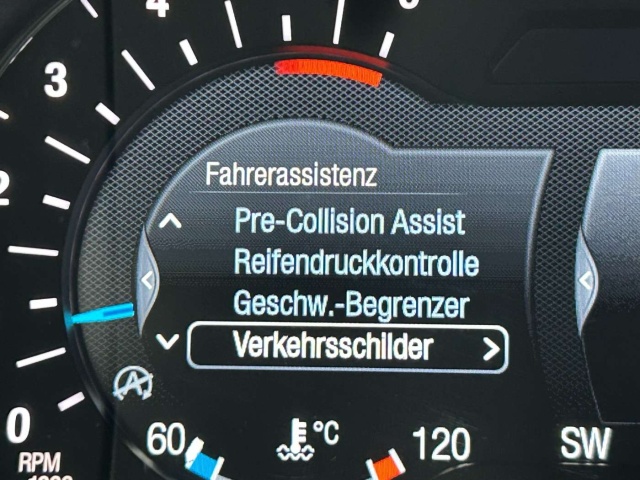 4
3
2
0
RPM
Fahrerassistenz
Pre-Collision Assist
Reifendruckkontrolle
Geschw.-Begrenzer
Verkehrsschilder
A
60
°C
120
SW